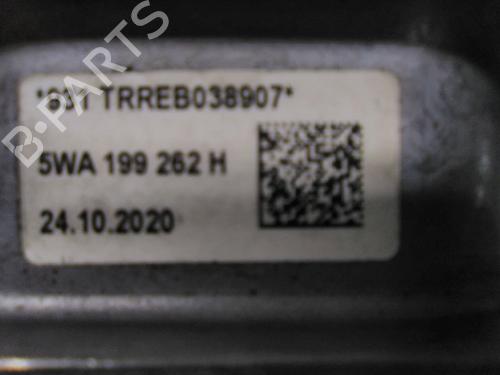 B-PARTS
TRREB038907*
5WA 199 262 H
24.10.2020